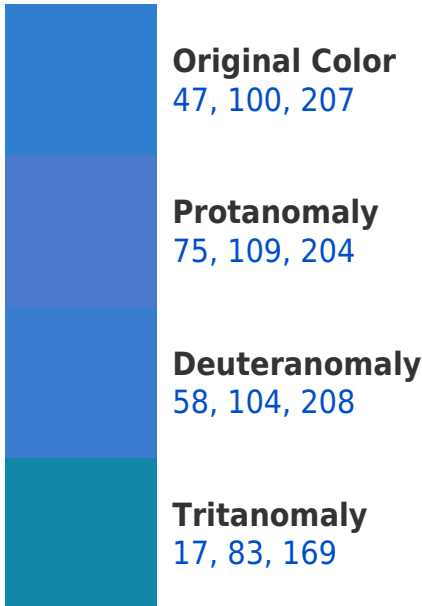 Original Color
47, 100, 207
Protanomaly
75, 109, 204
Deuteranomaly
58, 104, 208
Tritanomaly
17, 83, 169